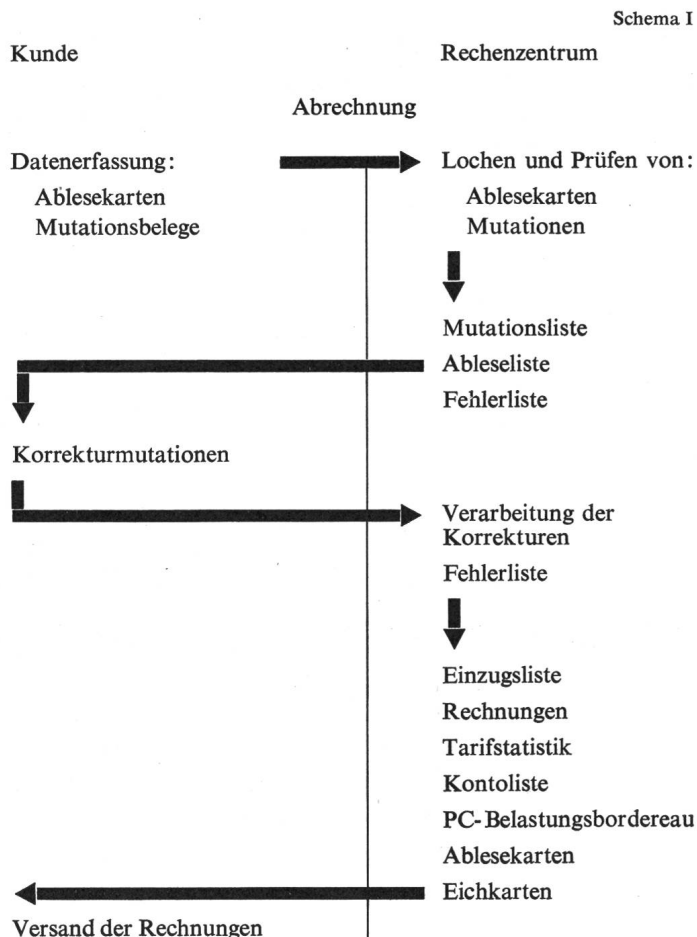 Schema I
Kunde
Rechenzentrum
Abrechnung
Datenerfassung:
Lochen und Prüfen von:
Ablesekarten
Ablesekarten
Mutationsbelege
Mutationen
Mutationsliste
Ableseliste
Fehlerliste
Korrekturmutationen
Verarbeitung der
Korrekturen
Fehlerliste
Einzugsliste
Rechnungen
Tarifstatistik
Kontoliste
PC-Belastungsbordereau
Ablesekarten
Eichkarten
Versand der Rechnungen